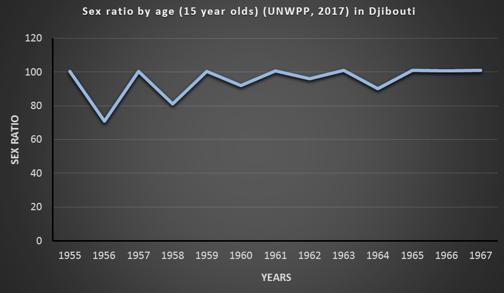 Sex ratio by age (15 year olds) (UNWPP, 2017) in Djibouti
120
100
80
60
40
20
0
SEX RATIO
1955 1956 1957 1958 1959 1960 1961 1962 1963 1964 1965 1966 1967
YEARS